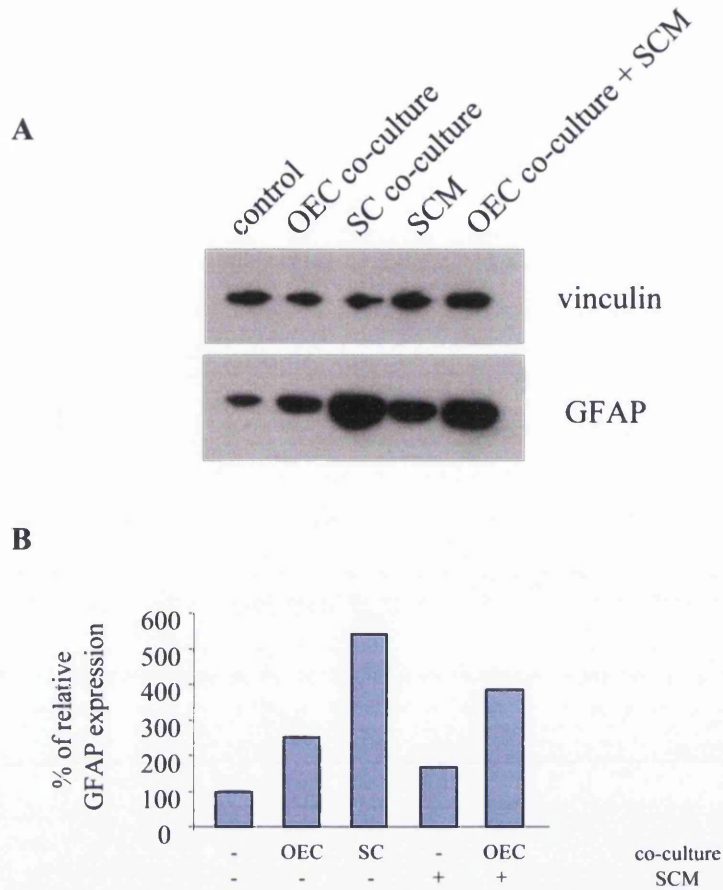 A
control
OEC co-culture
SC co-culture
SCM
OEC co-culture + SCM
vinculin
GFAP
B
% of relative
GFAP expression
600
500
400
300
200
100
0
- OEC SC - OEC co-culture
- - - + + SCM